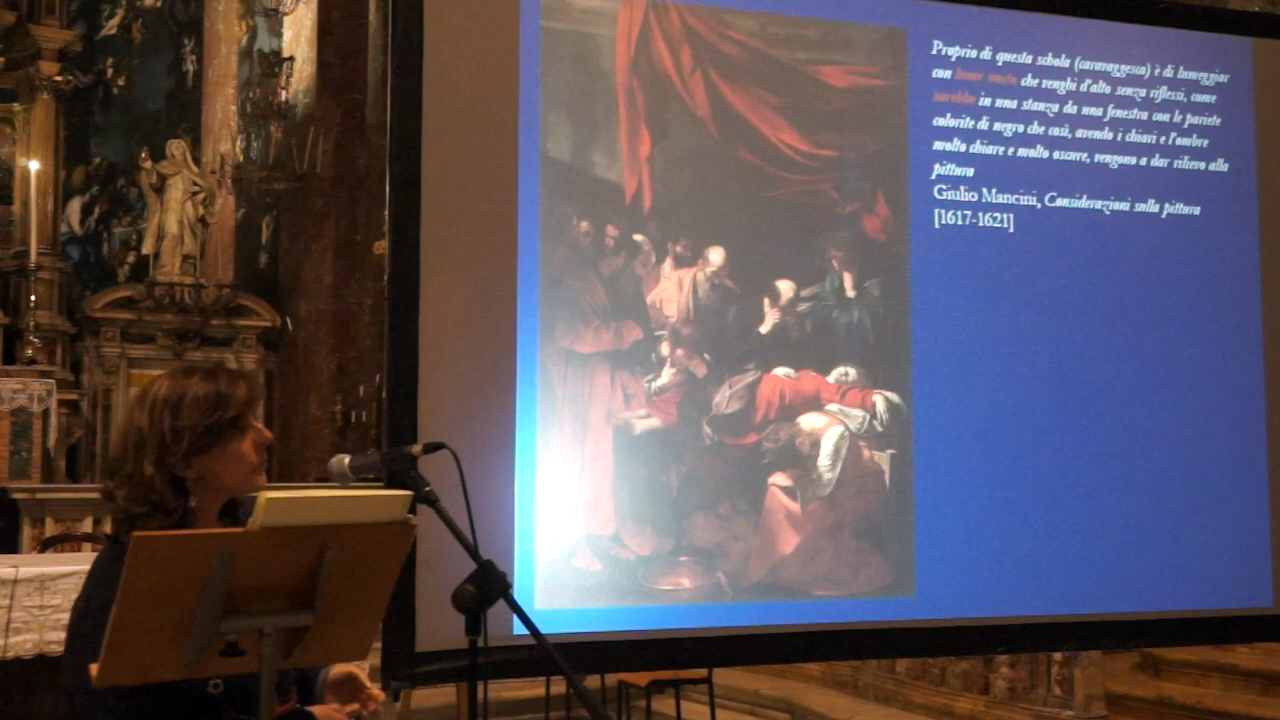 Proprio di questa schola (caravaggesca) è di lumeggiar
con lume unito che venghi d'alto senza riflessi, come
sarebbe in una stanza da una fenestra con le pariete
colorite di negro che così, avendo i chiari e l'ombre
molto chiare e molto oscure, vengono a dar rilievo alla
pittura
Giulio Mancini, Considerazioni sulla pittura
[1617-1621]